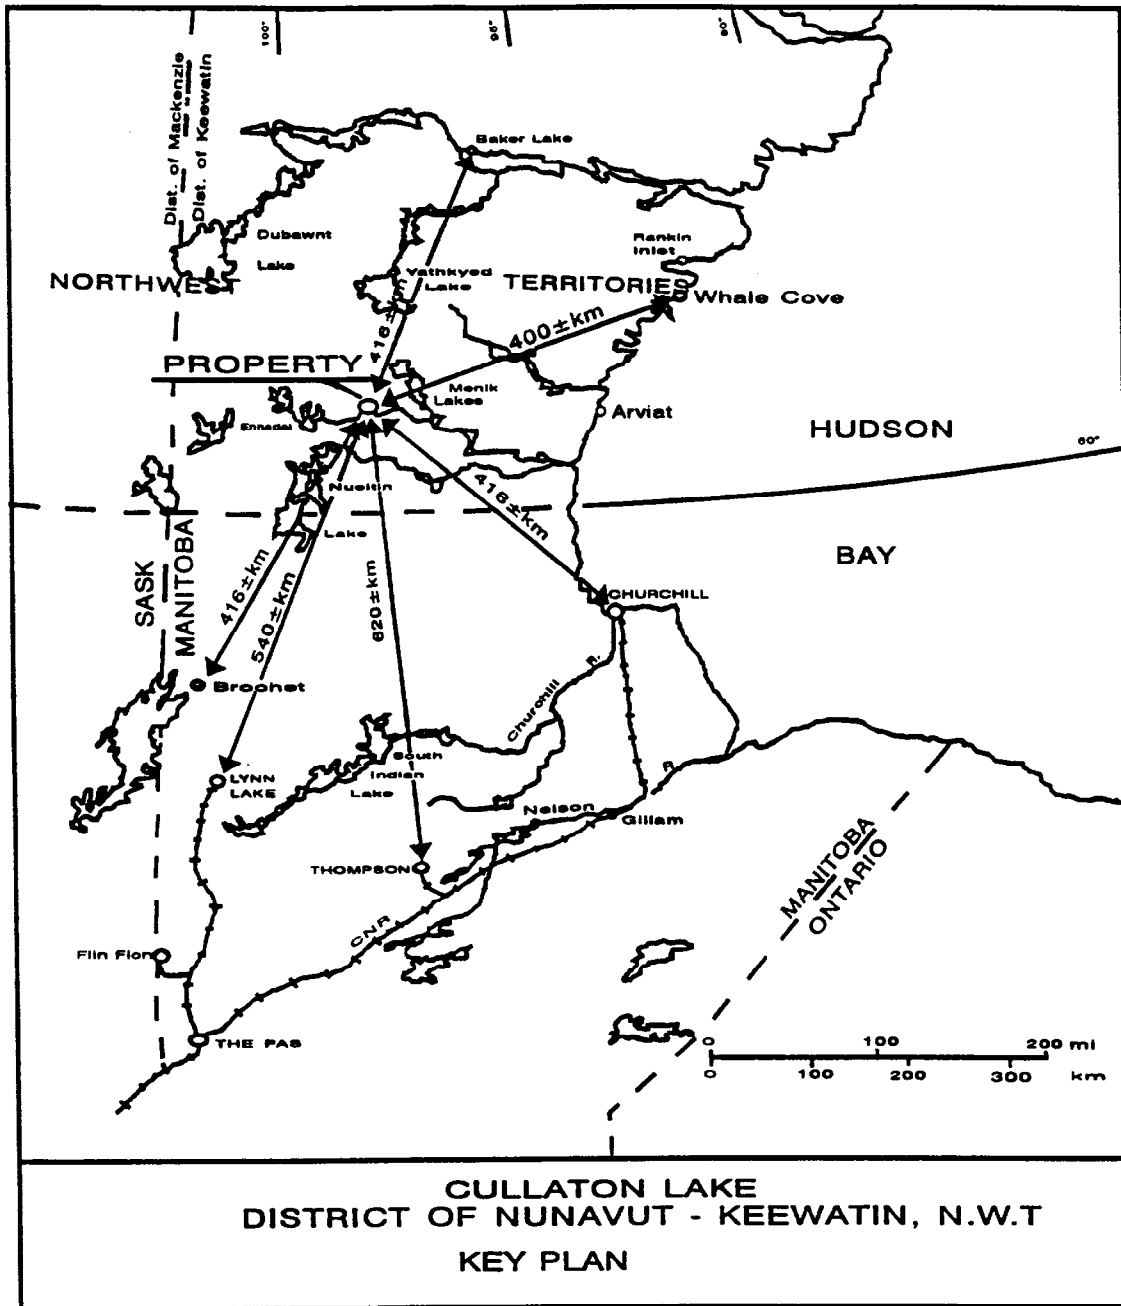 100°
95°
90°
Dist. of Mackenzie
Dist. of Keewatin
Baker Lake
Dubawnt
Lake
Rankin
Inlet
Yathkyed
Lake
NORTHWEST
TERRITORIES
Whale Cove
416±km
400±km
PROPERTY
Menik
Lakes
Ennadai
Arviat
HUDSON
60°
Nueltin
416±km
Lake
SASK
MANITOBA
BAY
416±km
540±km
620±km
CHURCHILL
Brochet
Churchill
R.
South
Indian
Lake
LYNN
LAKE
R.
Nelson
Gillam
THOMPSON
MANITOBA
ONTARIO
CNR
Flin Flon
THE PAS
0 100 200 mi
0 100 200 300 km
CULLATON LAKE
DISTRICT OF NUNAVUT - KEEWATIN, N.W.T
KEY PLAN